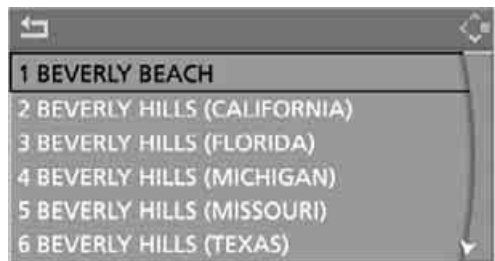 1 BEVERLY BEACH
2 BEVERLY HILLS (CALIFORNIA)
3 BEVERLY HILLS (FLORIDA)
4 BEVERLY HILLS (MICHIGAN)
5 BEVERLY HILLS (MISSOURI)
6 BEVERLY HILLS (TEXAS)